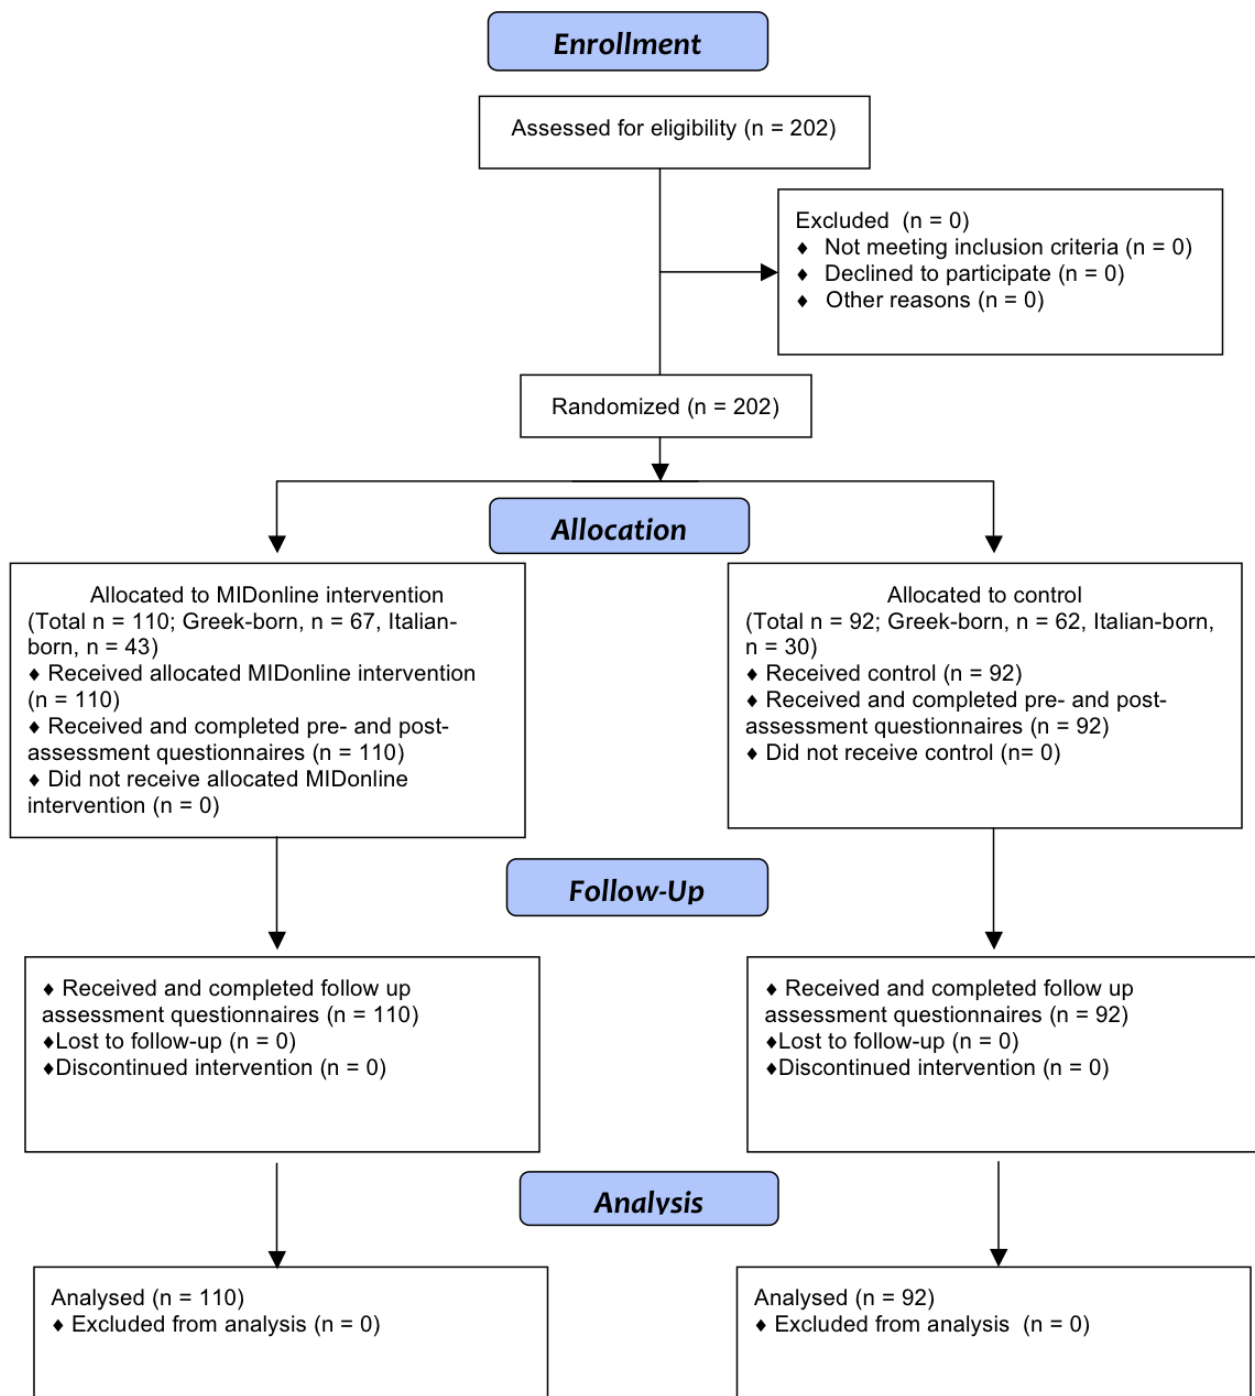 Enrollment
Assessed for eligibility (n = 202)
Excluded  (n = 0)
♦ Not meeting inclusion criteria (n = 0)
♦ Declined to participate (n = 0)
♦ Other reasons (n = 0)
Randomized (n = 202)
Allocation
Allocated to MIDonline intervention
(Total n = 110; Greek-born, n = 67, Italian-
born, n = 43)
♦ Received allocated MIDonline intervention
(n = 110)
♦ Received and completed pre- and post-
assessment questionnaires (n = 110)
♦ Did not receive allocated MIDonline
intervention (n = 0)
Allocated to control
(Total n = 92; Greek-born, n = 62, Italian-born,
n = 30)
♦ Received control (n = 92)
♦ Received and completed pre- and post-
assessment questionnaires (n = 92)
♦ Did not receive control (n= 0)
Follow-Up
♦ Received and completed follow up
assessment questionnaires (n = 110)
♦Lost to follow-up (n = 0)
♦Discontinued intervention (n = 0)
♦ Received and completed follow up
assessment questionnaires (n = 92)
♦Lost to follow-up (n = 0)
♦Discontinued intervention (n = 0)
Analysis
Analysed (n = 110)
♦ Excluded from analysis (n = 0)
Analysed (n = 92)
♦ Excluded from analysis  (n = 0)